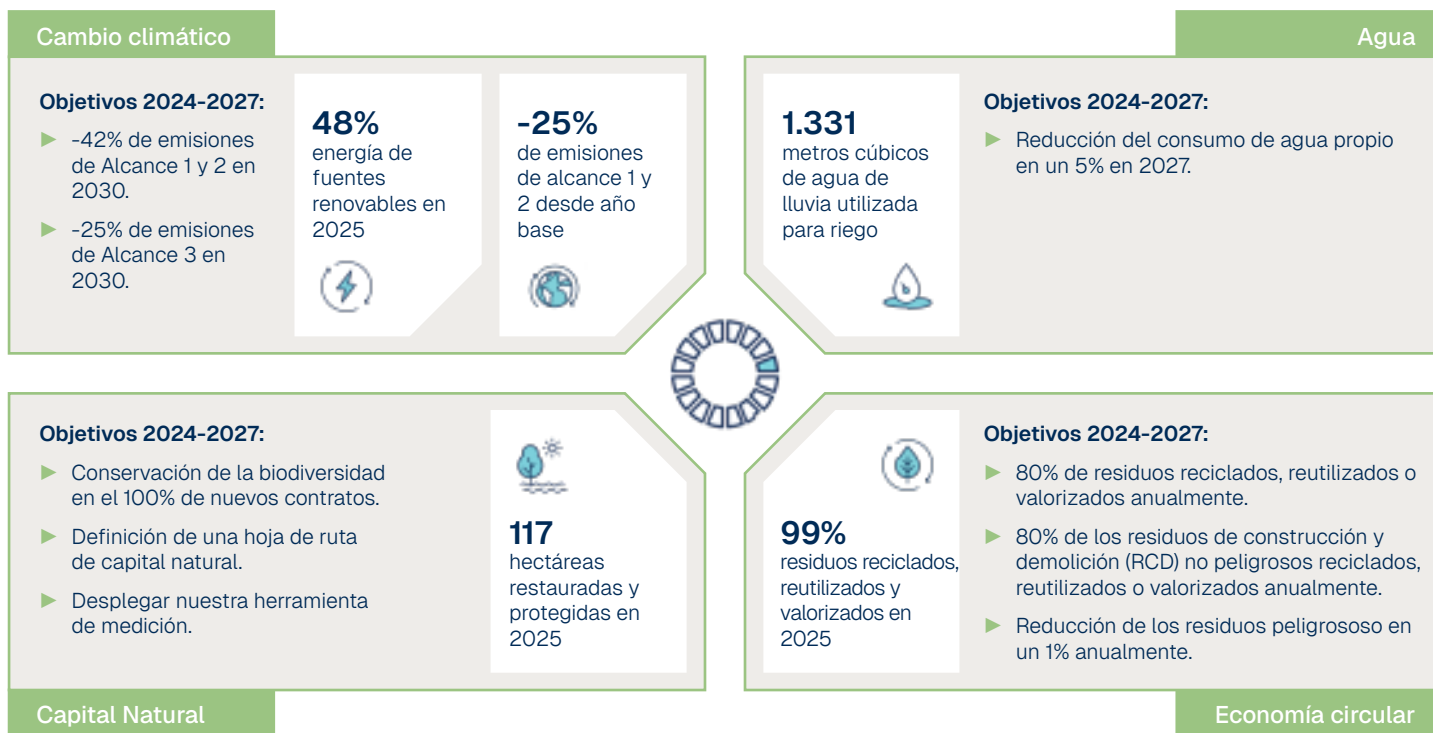 Cambio climático
Objetivos 2024-2027:
-42% de emisiones
de Alcance 1 y 2 en
2030.
-25% de emisiones
de Alcance 3 en
2030.
48%
energía de
fuentes
renovables en
2025
-25%
de emisiones
de alcance 1 y
2 desde año
base
Agua
1.331
metros cúbicos
de agua de
lluvia utilizada
para riego
Objetivos 2024-2027:
Reducción del consumo de agua propio
en un 5% en 2027.
Objetivos 2024-2027:
Conservación de la biodiversidad
en el 100% de nuevos contratos.
Definición de una hoja de ruta
de capital natural.
Desplegar nuestra herramienta
de medición.
117
hectáreas
restauradas y
protegidas en
2025
Capital Natural
99%
residuos reciclados,
reutilizados y
valorizados en
2025
Objetivos 2024-2027:
80% de residuos reciclados, reutilizados o
valorizados anualmente.
80% de los residuos de construcción y
demolición (RCD) no peligrosos reciclados,
reutilizados o valorizados anualmente.
Reducción de los residuos peligrososo en
un 1% anualmente.
Economía circular